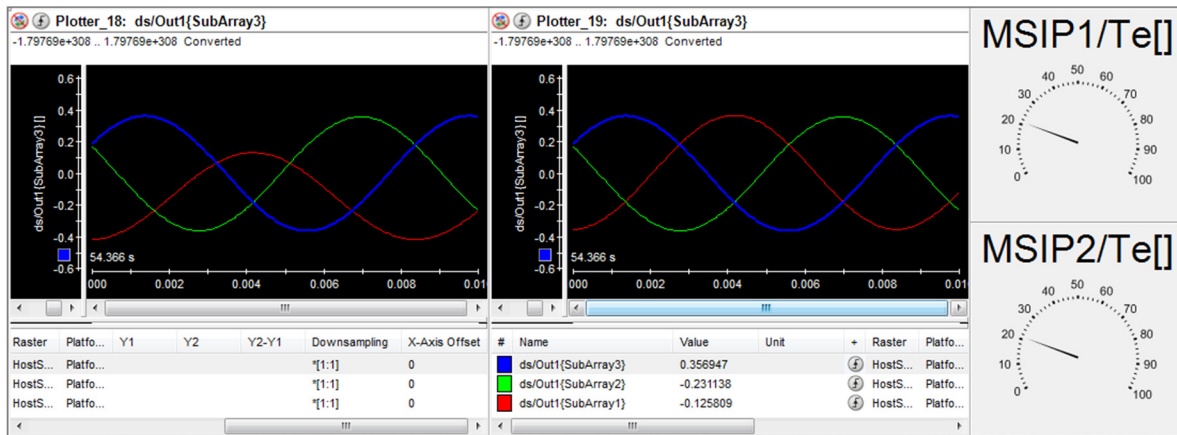 Plotter_18: ds/Out1{SubArray3}
-1.79769e+308 .. 1.79769e+308 Converted
ds/Out1{SubArray3}[]
0.6
0.4
0.2
0.0
-0.2
-0.4
-0.6
54.366 s
000 0.002 0.004 0.006 0.008 0.010
Raster Platfo... Y1 Y2 Y2-Y1 Downsampling X-Axis Offset
HostS... Platfo... *[1:1] 0
HostS... Platfo... *[1:1] 0
HostS... Platfo... *[1:1] 0
Plotter_19: ds/Out1{SubArray3}
-1.79769e+308 .. 1.79769e+308 Converted
ds/Out1{SubArray3}[]
0.6
0.4
0.2
0.0
-0.2
-0.4
-0.6
54.366 s
000 0.002 0.004 0.006 0.008 0.010
# Name Value Unit + Raster Platfo...
ds/Out1{SubArray3} 0.356947 HostS... Platfo...
ds/Out1{SubArray2} -0.231138 HostS... Platfo...
ds/Out1{SubArray1} -0.125809 HostS... Platfo...
MSIP1/Te[]
0 10 20 30 40 50 60 70 80 90 100
MSIP2/Te[]
0 10 20 30 40 50 60 70 80 90 100